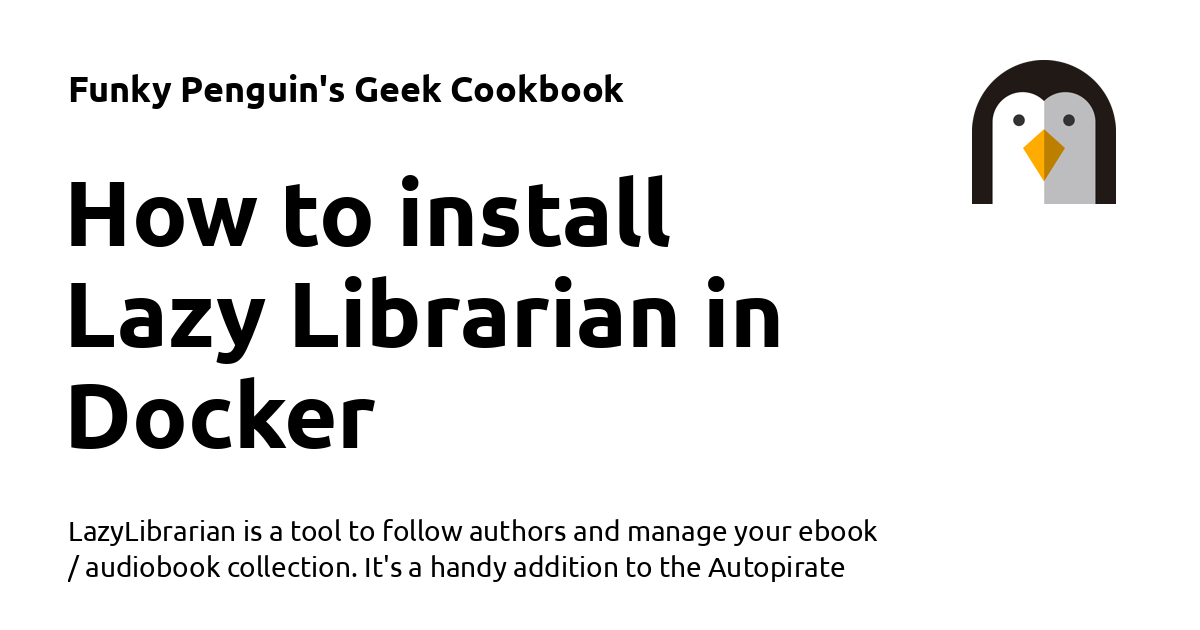 Funky Penguin's Geek Cookbook
How to install
Lazy Librarian in
Docker
LazyLibrarian is a tool to follow authors and manage your ebook
/ audiobook collection. It's a handy addition to the Autopirate